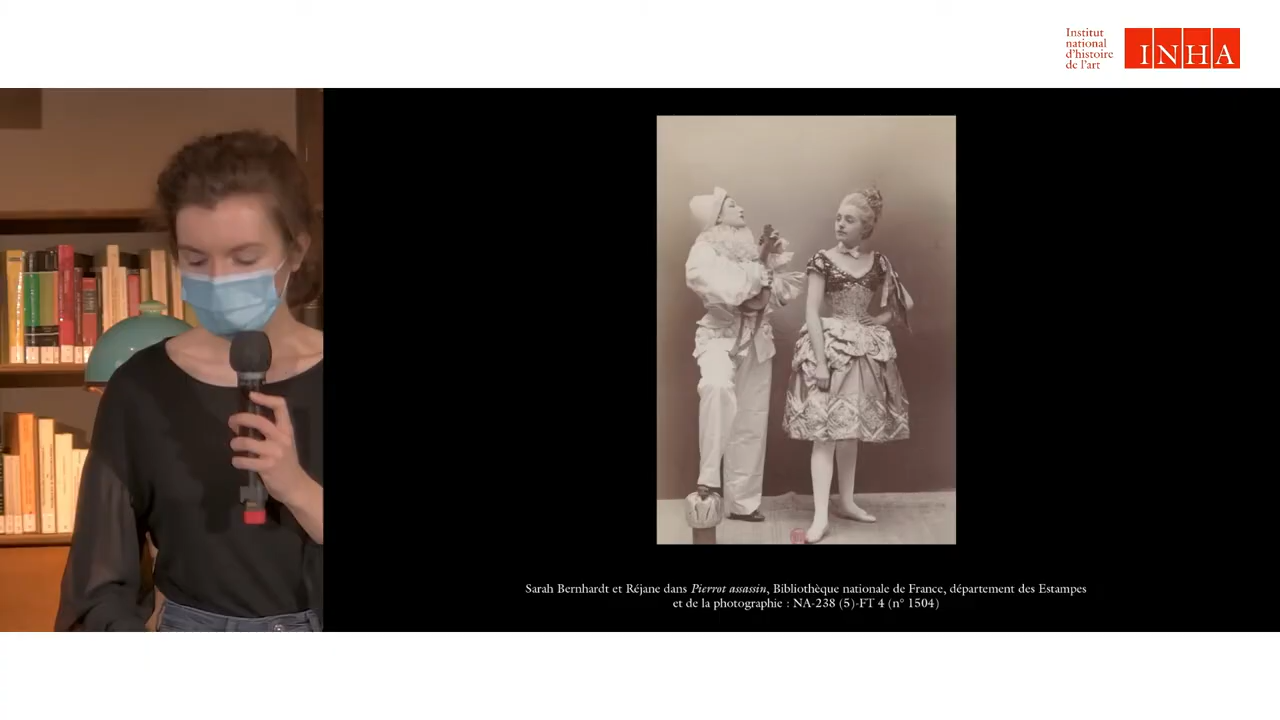 Institut
national
d'histoire
de l'art
INHA
Sarah Bernhardt et Réjane dans Pierrot assassin, Bibliothèque nationale de France, département des Estampes
et de la photographie : NA-238 (5)-FT 4 (n° 1504)